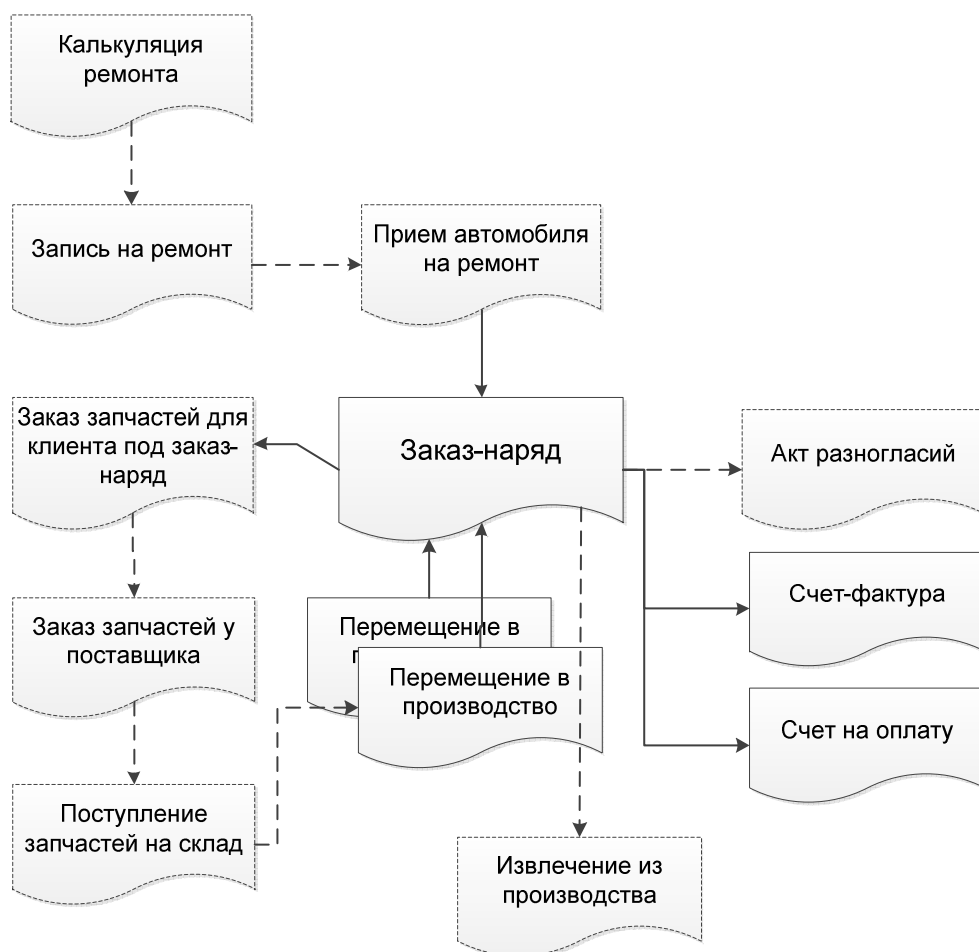 Калькуляция
ремонта
Запись на ремонт
Прием автомобиля
на ремонт
Заказ запчастей для
клиента под заказ-
наряд
Заказ-наряд
Акт разногласий
Счет-фактура
Заказ запчастей у
поставщика
Перемещение в
Перемещение в
производство
Счет на оплату
Поступление
запчастей на склад
Извлечение из
производства